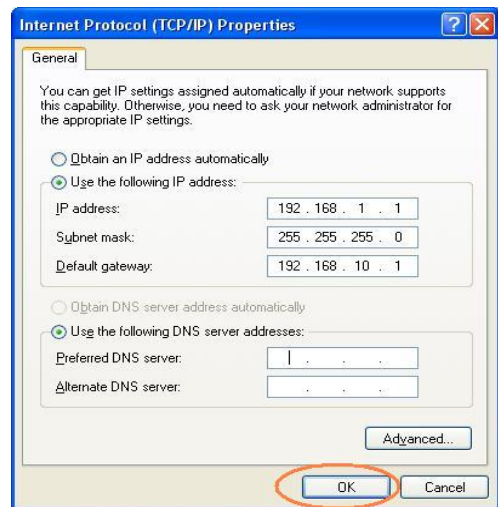 Internet Protocol (TCP/IP) Properties
General
You can get IP settings assigned automatically if your network supports
this capability. Otherwise, you need to ask your network administrator for
the appropriate IP settings.
Obtain an IP address automatically
Use the following IP address:
IP address: 192 . 168 . 1 . 1
Subnet mask: 255 . 255 . 255 . 0
Default gateway: 192 . 168 . 10 . 1
Obtain DNS server address automatically
Use the following DNS server addresses:
Preferred DNS server: . . .
Alternate DNS server: . . .
Advanced...
OK Cancel